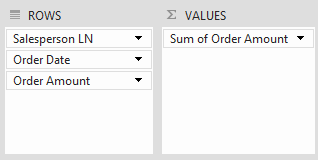 ROWS
Salesperson LN
Order Date
Order Amount
Σ VALUES
Sum of Order Amount